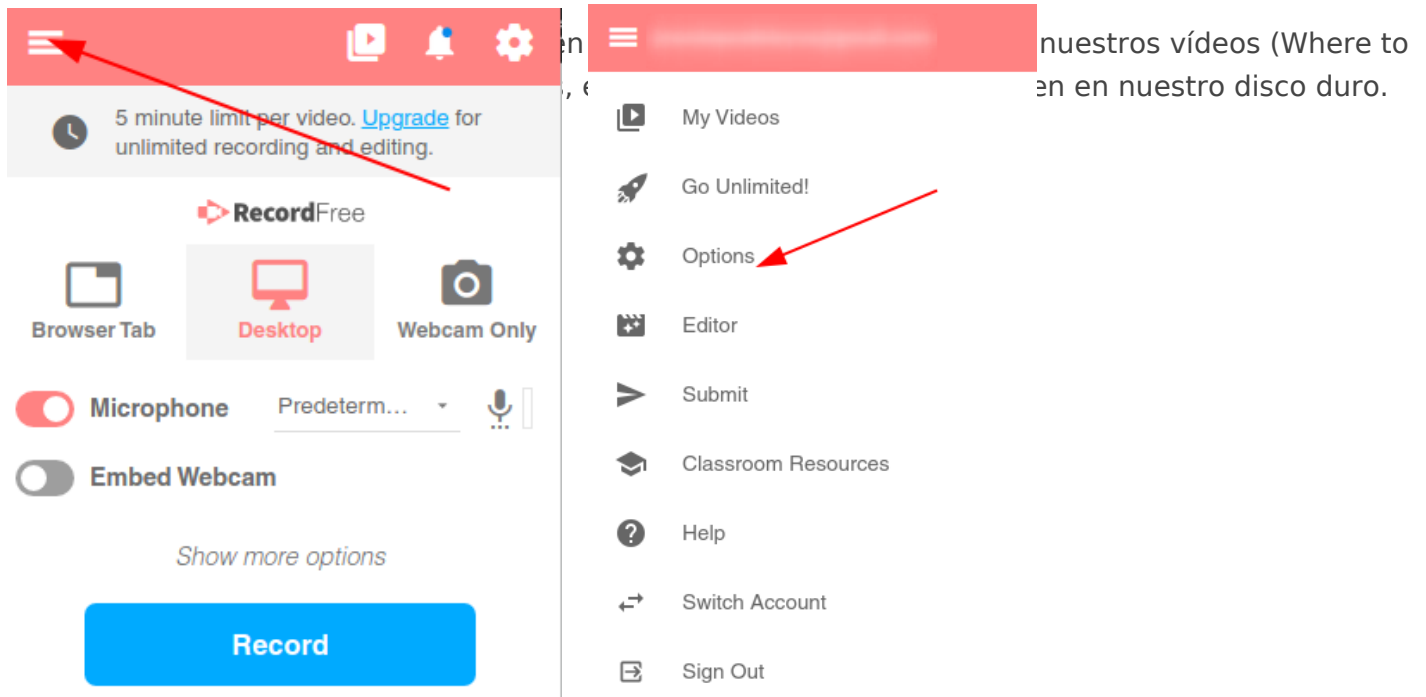 5 minute limit per video. Upgrade for
unlimited recording and editing.
RecordFree
Browser Tab
Desktop
Webcam Only
Microphone
Predeterm...
Embed Webcam
Show more options
Record
My Videos
Go Unlimited!
Options
Editor
Submit
Classroom Resources
Help
Switch Account
Sign Out
nuestros vídeos (Where to
en nuestro disco duro.